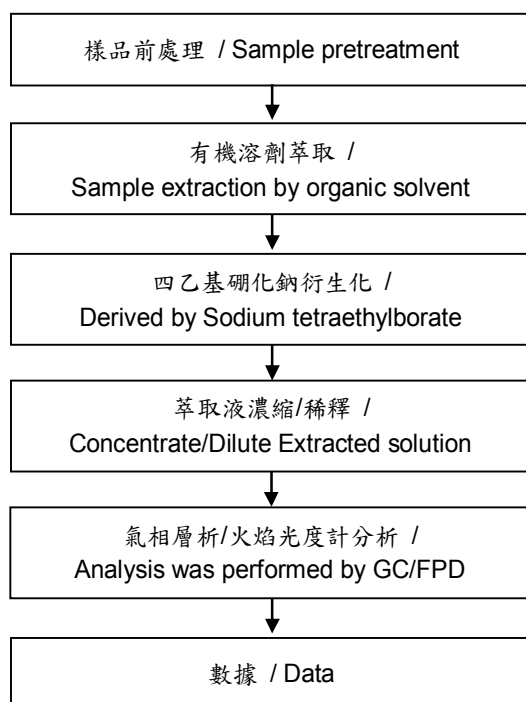 樣品前處理 / Sample pretreatment
有機溶劑萃取 /
Sample extraction by organic solvent
四乙基硼化鈉衍生化 /
Derived by Sodium tetraethylborate
萃取液濃縮/稀釋 /
Concentrate/Dilute Extracted solution
氣相層析/火焰光度計分析 /
Analysis was performed by GC/FPD
數據 / Data